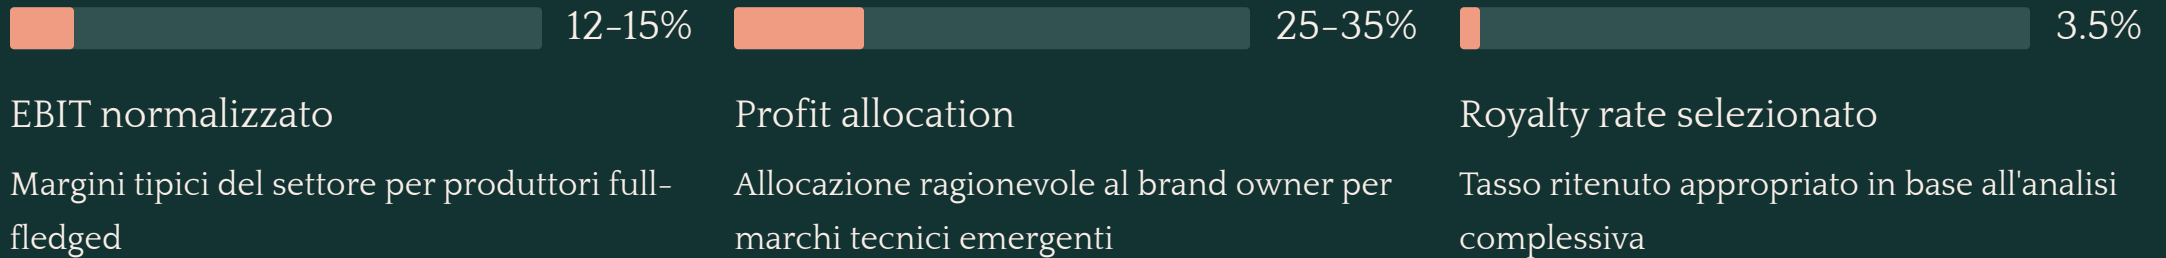 12–15%
EBIT normalizzato
Margini tipici del settore per produttori full-
fledged
25–35%
Profit allocation
Allocazione ragionevole al brand owner per
marchi tecnici emergenti
3.5%
Royalty rate selezionato
Tasso ritenuto appropriato in base all'analisi
complessiva